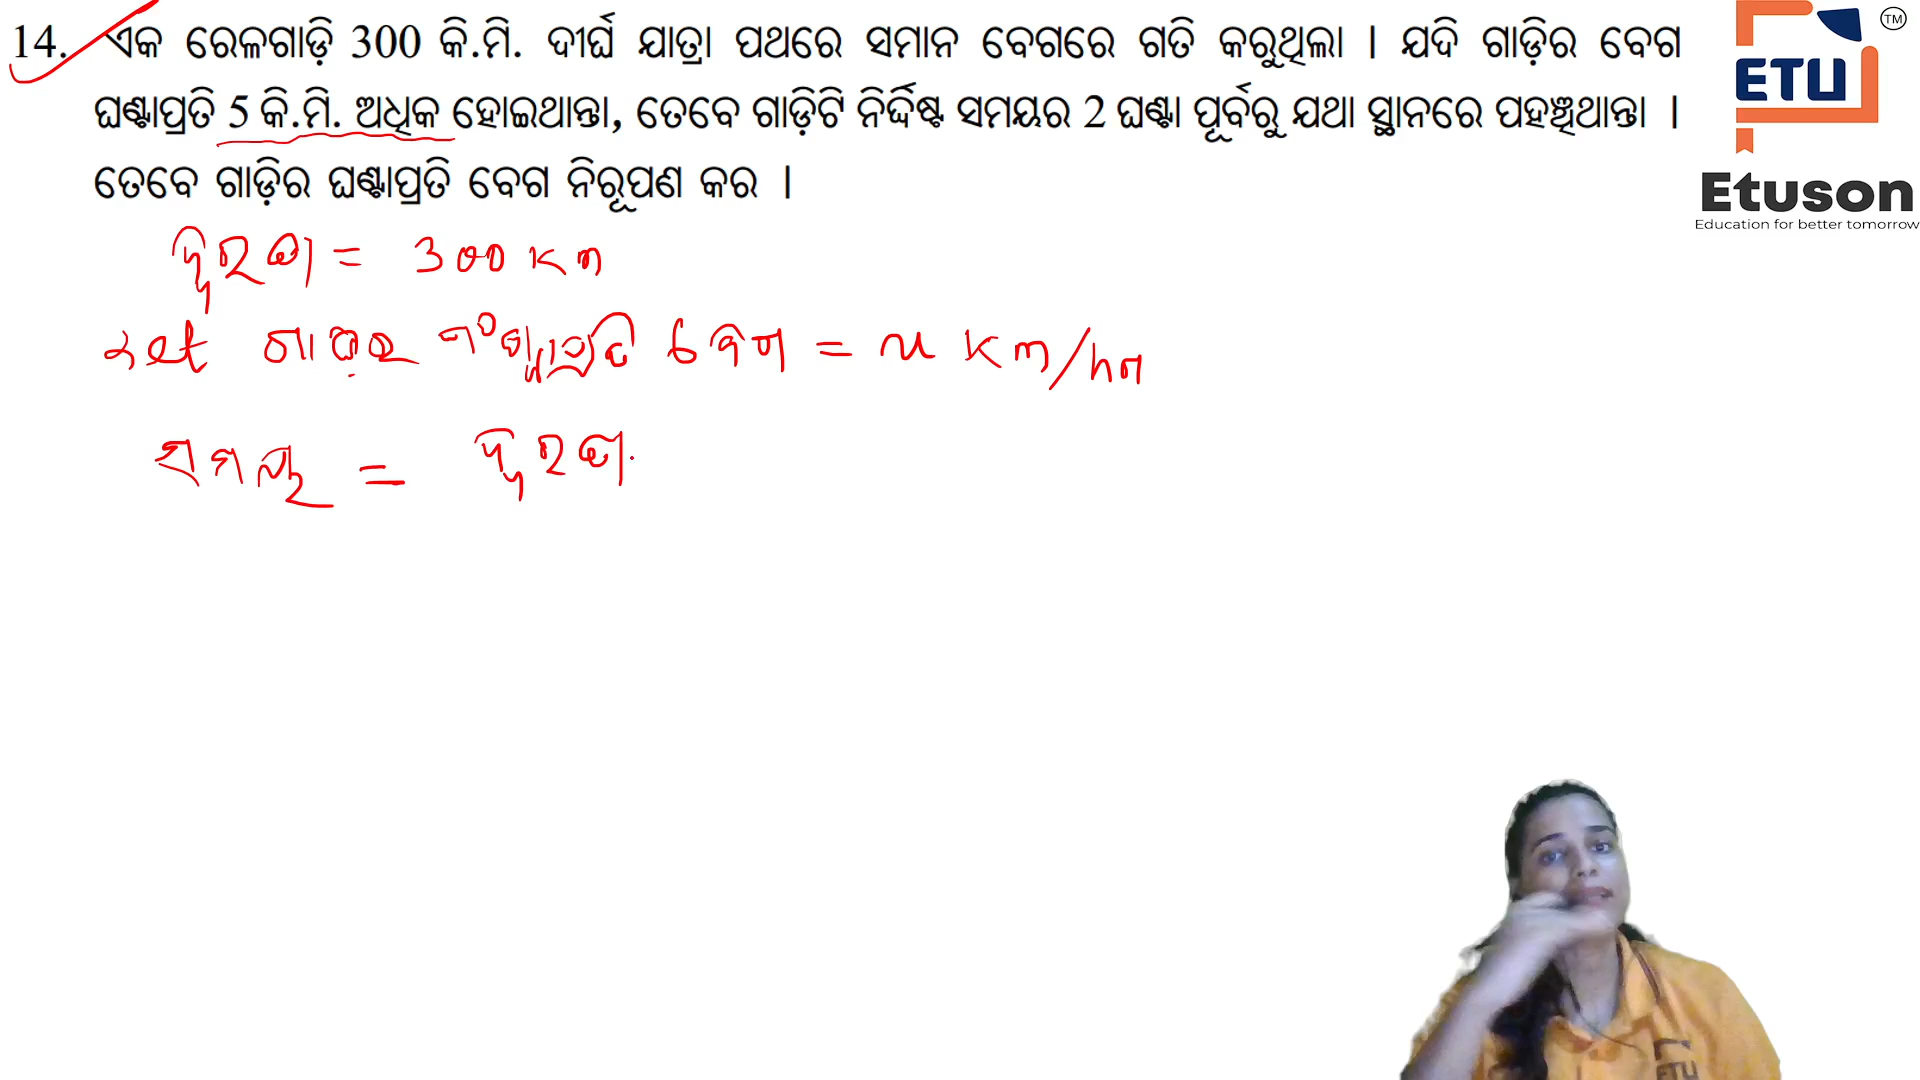 14. ଏକ ରେଳଗାଡ଼ି 300 କି.ମି. ଦୀର୍ଘ ଯାତ୍ରା ପଥରେ ସମାନ ବେଗରେ ଗତି କରୁଥିଲା । ଯଦି ଗାଡ଼ିର ବେଗ
ଘଣ୍ଟାପ୍ରତି 5 କି.ମି. ଅଧିକ ହୋଇଥାନ୍ତା, ତେବେ ଗାଡ଼ିଟି ନିର୍ଦ୍ଦିଷ୍ଟ ସମୟର 2 ଘଣ୍ଟା ପୂର୍ବରୁ ଯଥା ସ୍ଥାନରେ ପହଞ୍ଚିଥାନ୍ତା ।
ତେବେ ଗାଡ଼ିର ଘଣ୍ଟାପ୍ରତି ବେଗ ନିରୂପଣ କର ।
ETU
TM
Etuson
Education for better tomorrow
ଦୂରତା = 300 km
Let ଗାଡ଼ିର ଘଂଟାପ୍ରତି ବେଗ = x km/hr
ସମୟ = ଦୂରତା
ETU